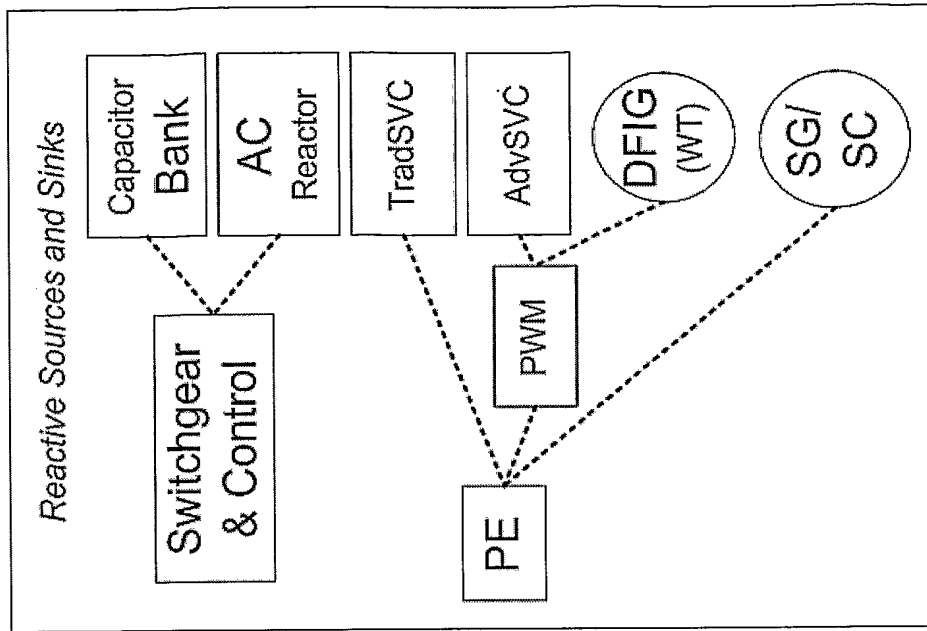 Reactive Sources and Sinks
Capacitor
Bank
AC
Reactor
TradSVC
AdvSVC
DFIG
(WT)
SG/
SC
Switchgear
& Control
PWM
PE